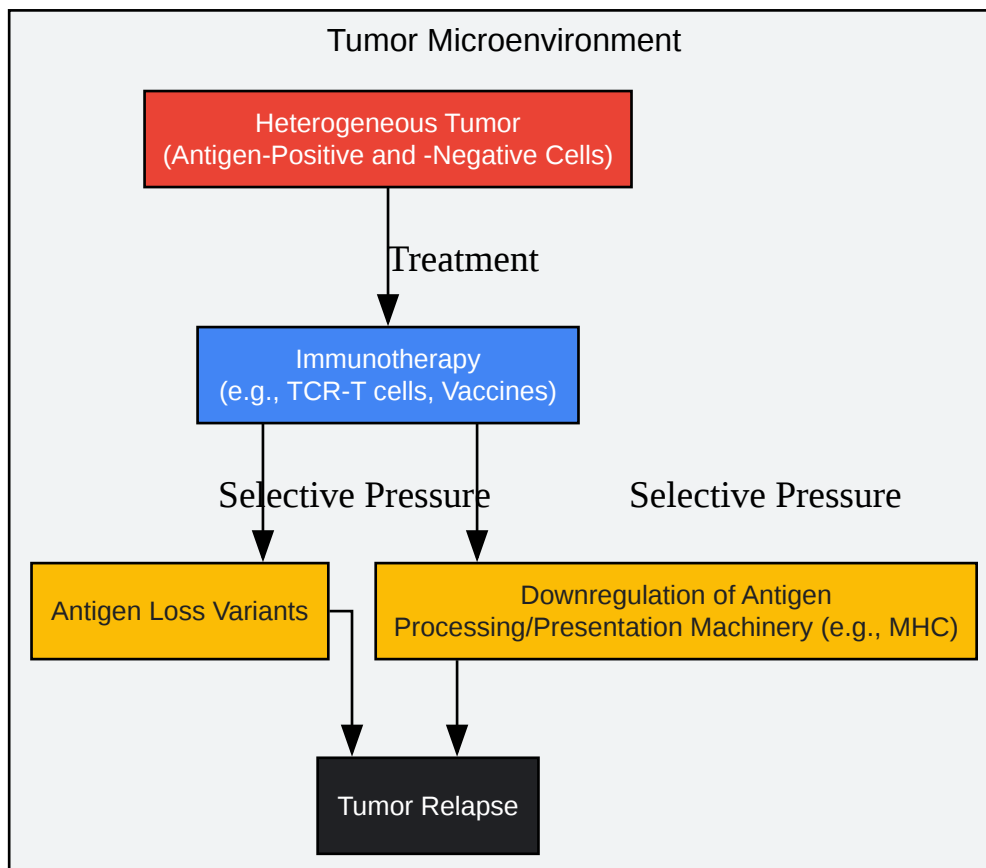 Tumor Microenvironment
Heterogeneous Tumor
(Antigen-Positive and -Negative Cells)
Treatment
Immunotherapy
(e.g., TCR-T cells, Vaccines)
Selective Pressure
Selective Pressure
Antigen Loss Variants
Downregulation of Antigen
Processing/Presentation Machinery (e.g., MHC)
Tumor Relapse